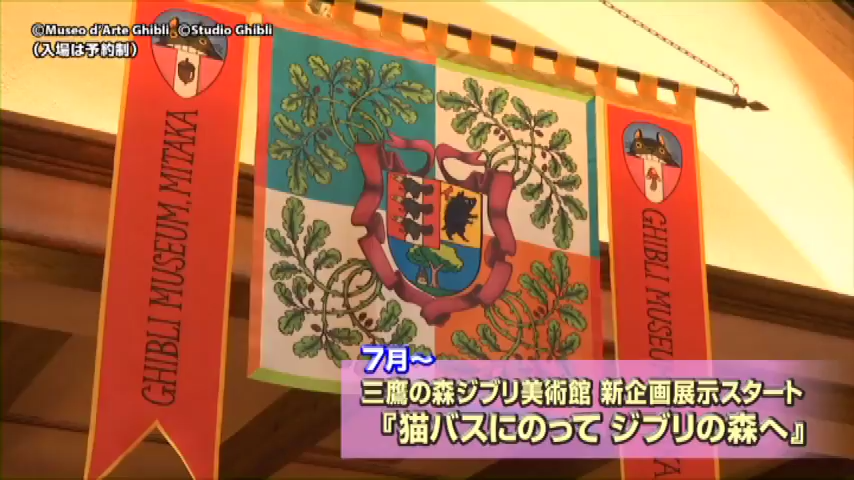 ©Museo d'Arte Ghibli ©Studio Ghibli
(入場は予約制)
GHIBLI MUSEUM, MITAKA
GHIBLI MUSEUM
TA
7月~
三鷹の森ジブリ美術館 新企画展示スタート
『猫バスにのって ジブリの森へ』